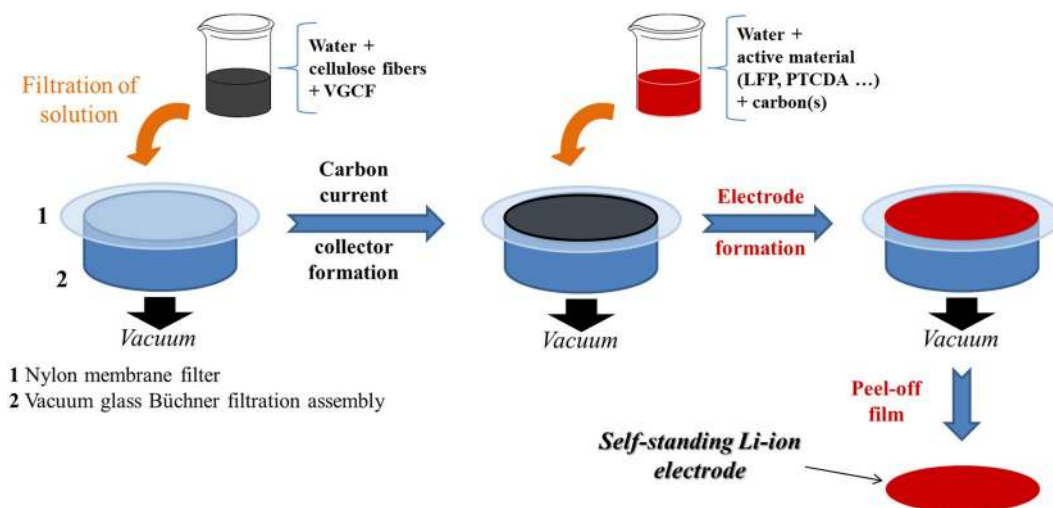 Water +
cellulose fibers
+ VGCF
Filtration of
solution
Water +
active material
(LFP, PTCDA ...)
+ carbon(s)
1
2
Carbon
current
collector
formation
Electrode
formation
Vacuum
Vacuum
Vacuum
1 Nylon membrane filter
2 Vacuum glass Büchner filtration assembly
Peel-off
film
Self-standing Li-ion
electrode